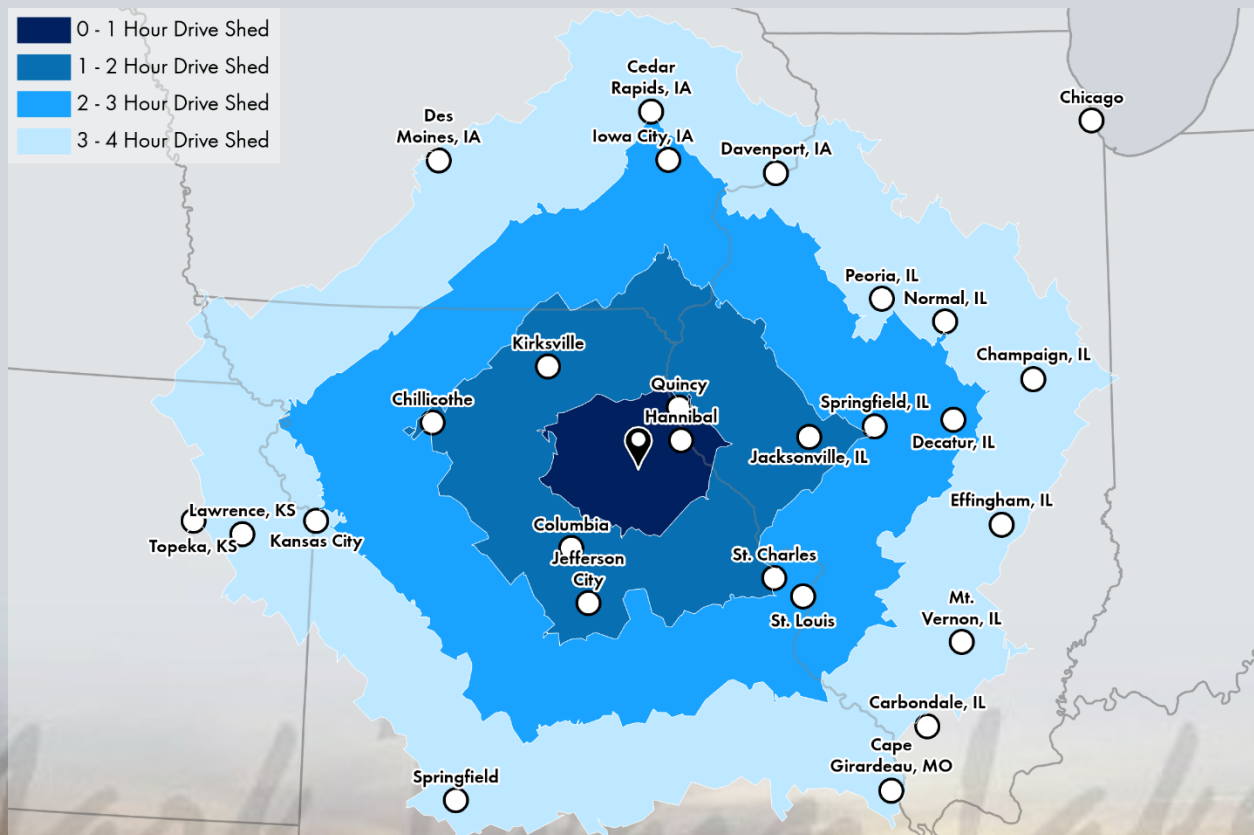 0 - 1 Hour Drive Shed
1 - 2 Hour Drive Shed
2 - 3 Hour Drive Shed
3 - 4 Hour Drive Shed
Cedar
Rapids, IA
Chicago
Des
Moines, IA
Iowa City, IA
Davenport, IA
Peoria, IL
Normal, IL
Kirksville
Champaign, IL
Quincy
Chillicothe
Springfield, IL
Hannibal
Decatur, IL
Jacksonville, IL
Effingham, IL
Lawrence, KS
Columbia
Kansas City
Topeka, KS
St. Charles
Jefferson
City
Mt.
Vernon, IL
St. Louis
Carbondale, IL
Cape
Girardeau, MO
Springfield